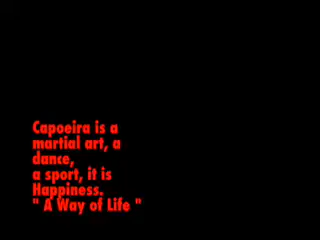 Capoeira is a
martial art, a
dance,
a sport, it is
Happiness.
" A Way of Life "